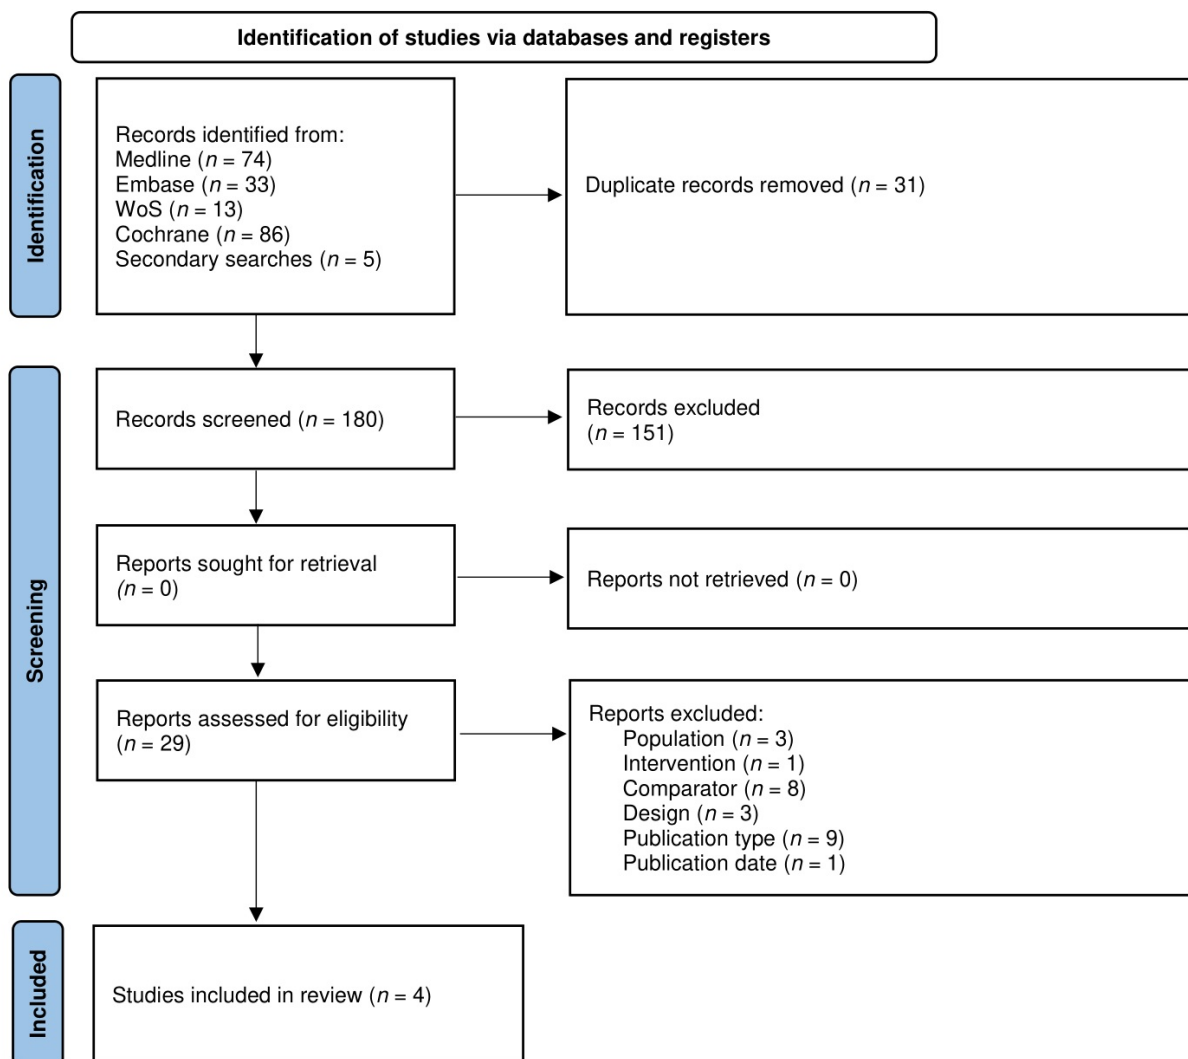 Identification of studies via databases and registers
Identification
Records identified from:
Medline (n = 74)
Embase (n = 33)
WoS (n = 13)
Cochrane (n = 86)
Secondary searches (n = 5)
Duplicate records removed (n = 31)
Screening
Records screened (n = 180)
Records excluded
(n = 151)
Reports sought for retrieval
(n = 0)
Reports not retrieved (n = 0)
Reports assessed for eligibility
(n = 29)
Reports excluded:
Population (n = 3)
Intervention (n = 1)
Comparator (n = 8)
Design (n = 3)
Publication type (n = 9)
Publication date (n = 1)
Included
Studies included in review (n = 4)